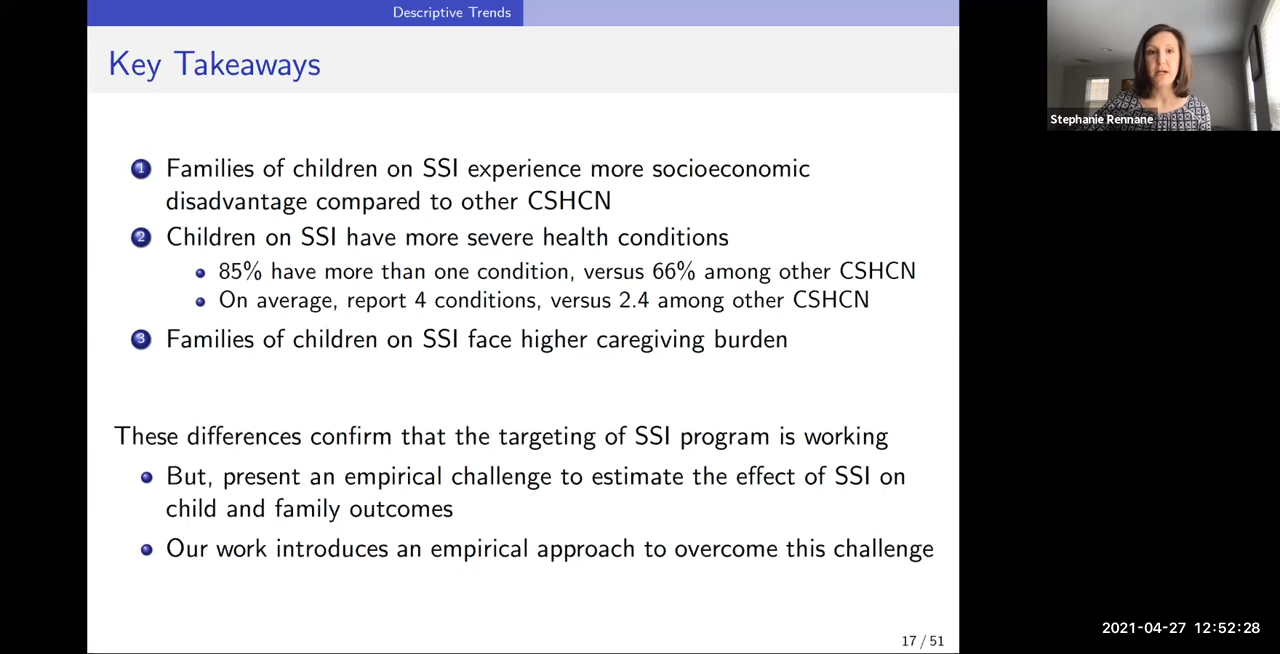 Descriptive Trends
Key Takeaways
1 Families of children on SSI experience more socioeconomic
disadvantage compared to other CSHCN
2 Children on SSI have more severe health conditions
85% have more than one condition, versus 66% among other CSHCN
On average, report 4 conditions, versus 2.4 among other CSHCN
3 Families of children on SSI face higher caregiving burden
These differences confirm that the targeting of SSI program is working
But, present an empirical challenge to estimate the effect of SSI on
child and family outcomes
Our work introduces an empirical approach to overcome this challenge
17 / 51
Stephanie Rennane
2021-04-27 12:52:28